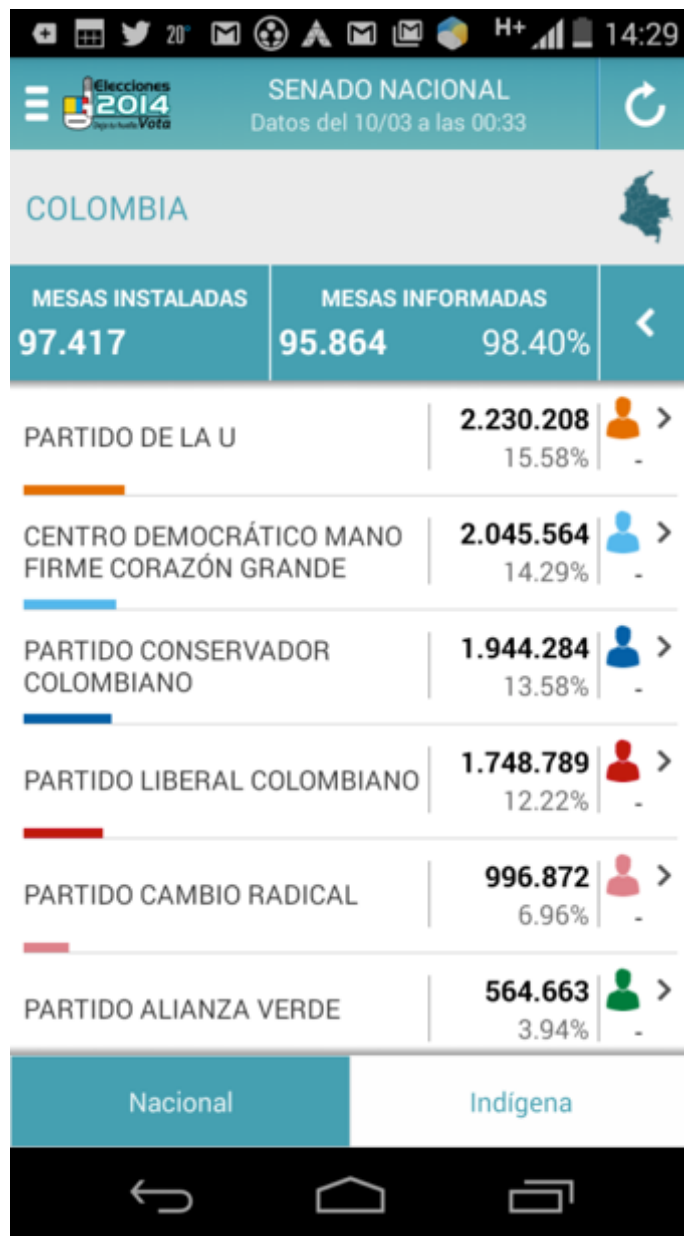 20°
H+
14:29
Elecciones
2014
Vota
SENADO NACIONAL
Datos del 10/03 a las 00:33
COLOMBIA
MESAS INSTALADAS
97.417
MESAS INFORMADAS
95.864 98.40%
PARTIDO DE LA U
2.230.208
15.58%
-
CENTRO DEMOCRÁTICO MANO
FIRME CORAZÓN GRANDE
2.045.564
14.29%
-
PARTIDO CONSERVADOR
COLOMBIANO
1.944.284
13.58%
-
PARTIDO LIBERAL COLOMBIANO
1.748.789
12.22%
-
PARTIDO CAMBIO RADICAL
996.872
6.96%
-
PARTIDO ALIANZA VERDE
564.663
3.94%
-
Nacional
Indígena